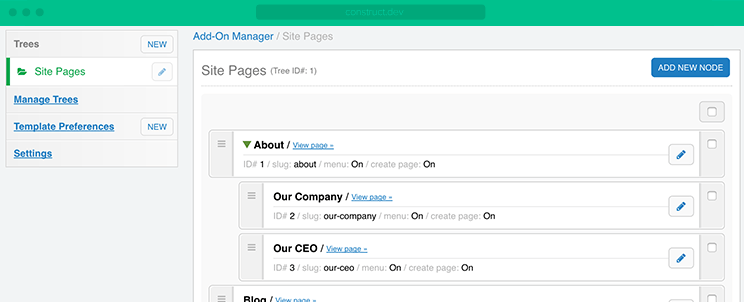 construct.dev
Trees NEW
Site Pages
Manage Trees
Template Preferences NEW
Settings
Add-On Manager / Site Pages
Site Pages (Tree ID#: 1) ADD NEW NODE
About / View page »
ID# 1 / slug: about / menu: On / create page: On
Our Company / View page »
ID# 2 / slug: our-company / menu: On / create page: On
Our CEO / View page »
ID# 3 / slug: our-ceo / menu: On / create page: On
Blog / View page »